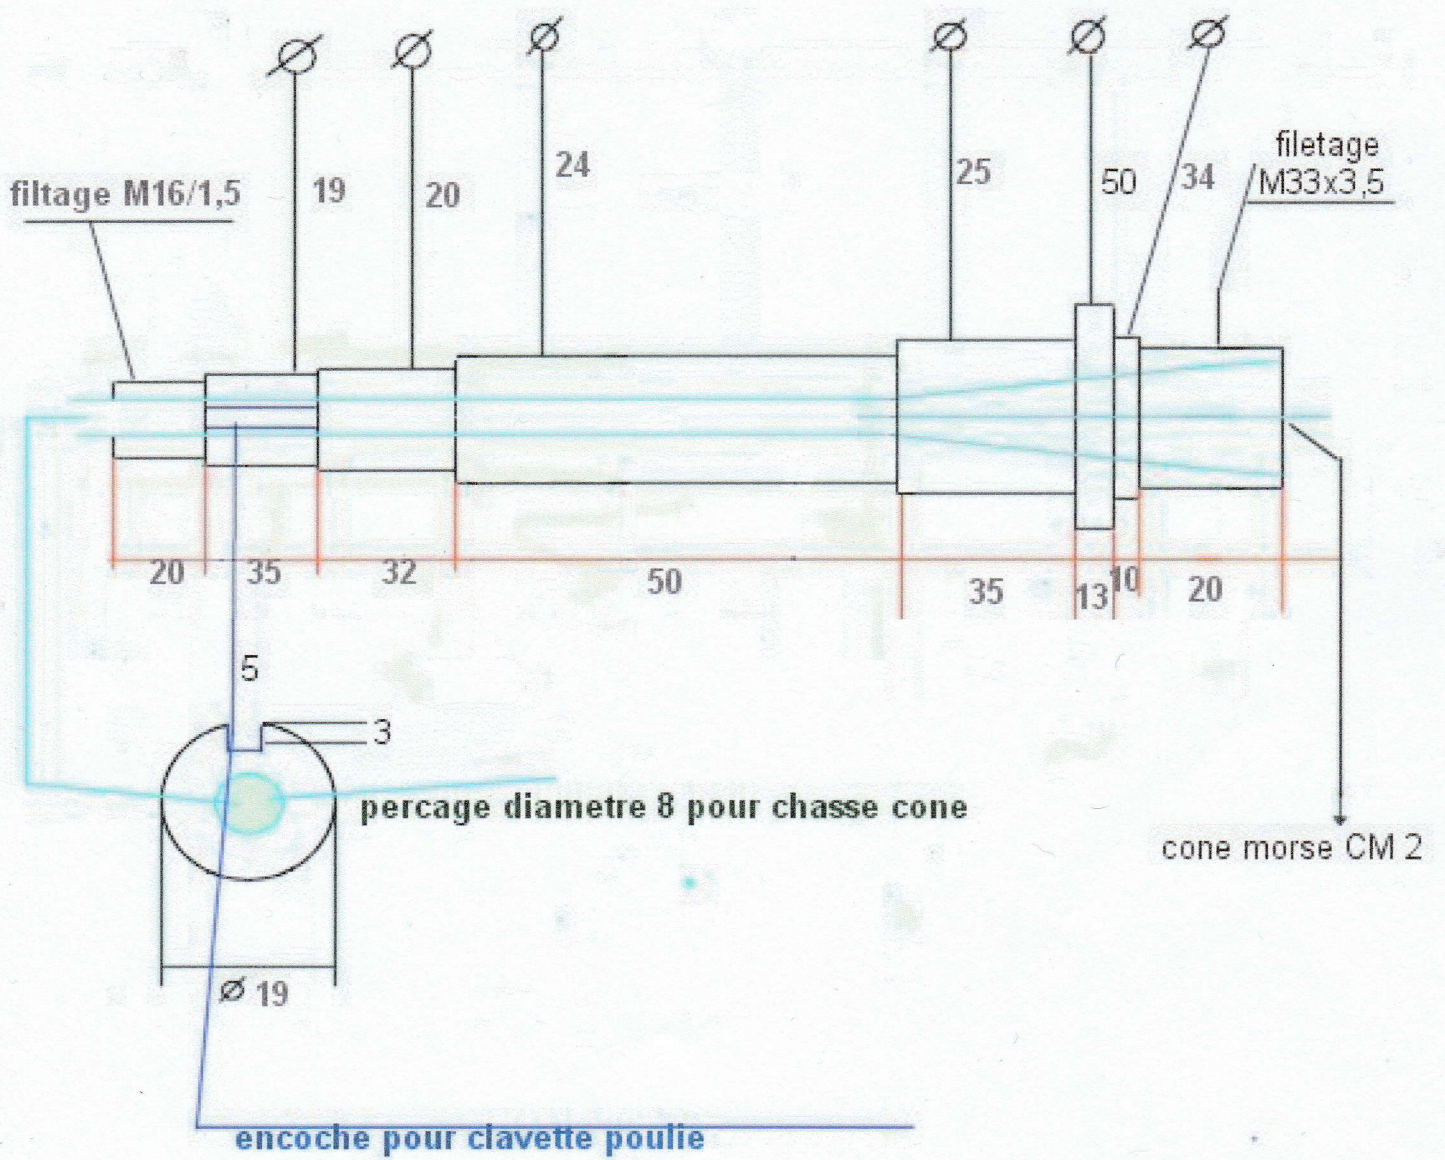 Ø Ø Ø Ø Ø Ø
filtage M16/1,5
19
20
24
25
50
34
filetage
M33x3,5
20
35
32
50
35
13
10
20
5
3
percage diametre 8 pour chasse cone
cone morse CM 2
Ø 19
encoche pour clavette poulie